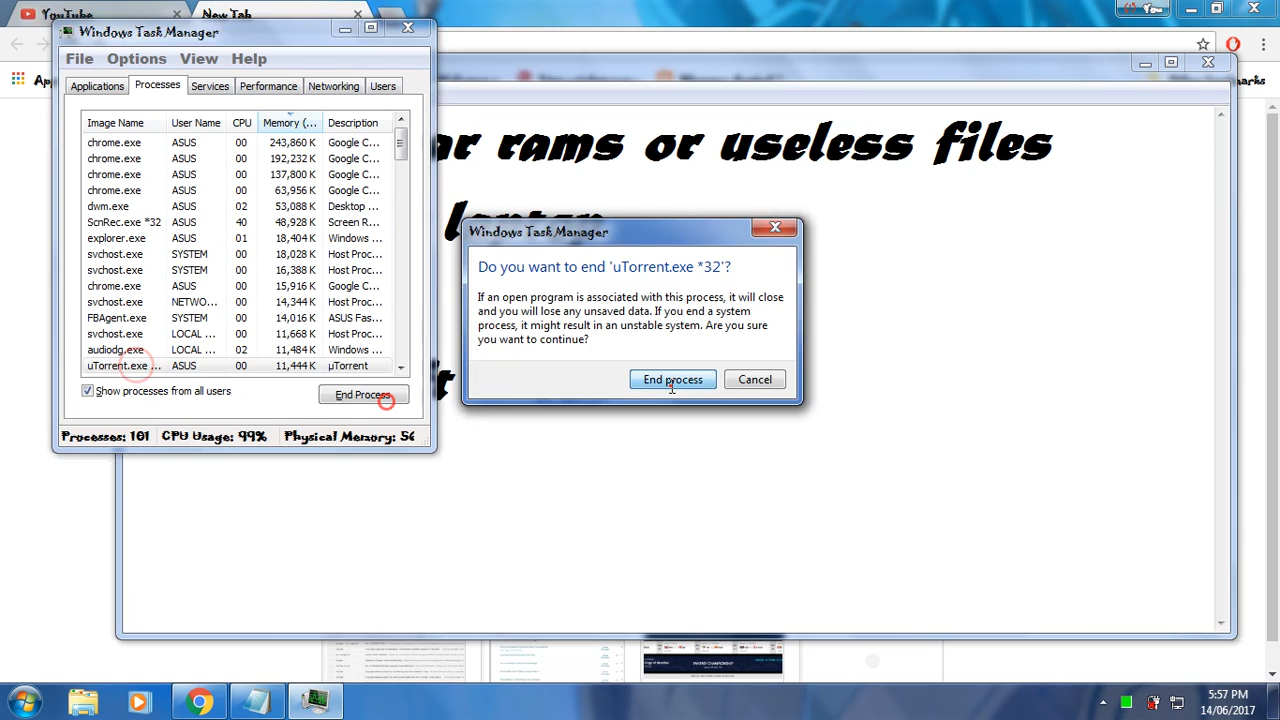 YouTube
New Tab
You
Windows Task Manager
File Options View Help
Applications Processes Services Performance Networking Users
Image Name User Name CPU Memory (... Description
chrome.exe ASUS 00 243,860 K Google C...
chrome.exe ASUS 00 192,232 K Google C...
chrome.exe ASUS 00 137,800 K Google C...
chrome.exe ASUS 00 63,956 K Google C...
dwm.exe ASUS 02 53,088 K Desktop ...
ScnRec.exe *32 ASUS 40 48,928 K Screen R...
explorer.exe ASUS 01 18,404 K Windows ...
svchost.exe SYSTEM 00 18,028 K Host Proc...
svchost.exe SYSTEM 00 16,388 K Host Proc...
chrome.exe ASUS 00 15,916 K Google C...
svchost.exe NETWO... 00 14,344 K Host Proc...
FBAgent.exe SYSTEM 00 14,016 K ASUS Fas...
svchost.exe LOCAL ... 00 11,668 K Host Proc...
audiodg.exe LOCAL ... 02 11,484 K Windows ...
uTorrent.exe ... ASUS 00 11,444 K µTorrent
Show processes from all users
End Process
Processes: 101 CPU Usage: 99% Physical Memory: 56
ar rams or useless files
Windows Task Manager
Do you want to end 'uTorrent.exe *32'?
If an open program is associated with this process, it will close
and you will lose any unsaved data. If you end a system
process, it might result in an unstable system. Are you sure
you want to continue?
End process Cancel
5:57 PM
14/06/2017